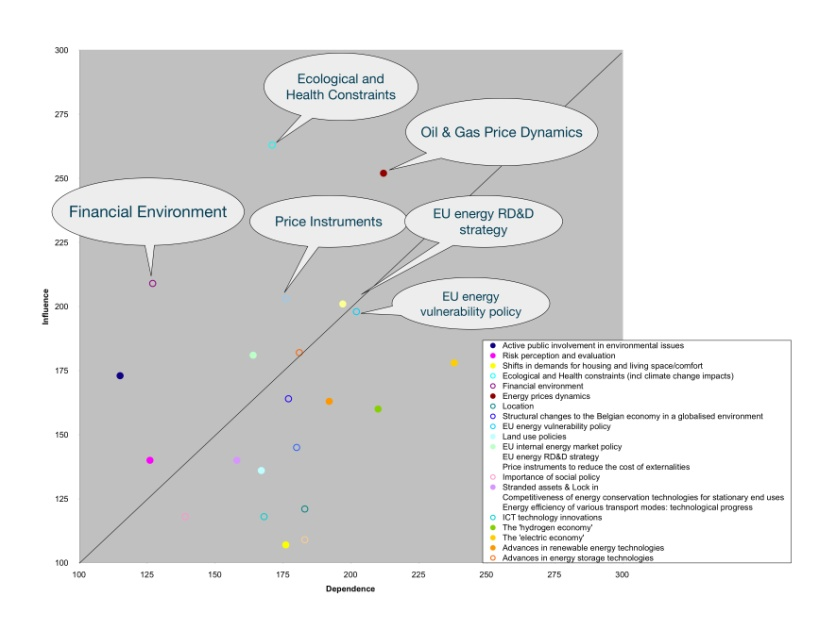 300
275
250
225
200
175
150
125
100
Influence
100
125
150
175
200
225
250
275
300
Dependence
Ecological and
Health Constraints
Oil & Gas Price Dynamics
Financial Environment
Price Instruments
EU energy RD&D
strategy
EU energy
vulnerability policy
Active public involvement in environmental issues
Risk perception and evaluation
Shifts in demands for housing and living space/comfort
Ecological and Health constraints (incl climate change impacts)
Financial environment
Energy prices dynamics
Location
Structural changes to the Belgian economy in a globalised environment
EU energy vulnerability policy
Land use policies
EU internal energy market policy
EU energy RD&D strategy
Price instruments to reduce the cost of externalities
Importance of social policy
Stranded assets & Lock in
Competitiveness of energy conservation technologies for stationary end uses
Energy efficiency of various transport modes: technological progress
ICT technology innovations
The 'hydrogen economy'
The 'electric economy'
Advances in renewable energy technologies
Advances in energy storage technologies